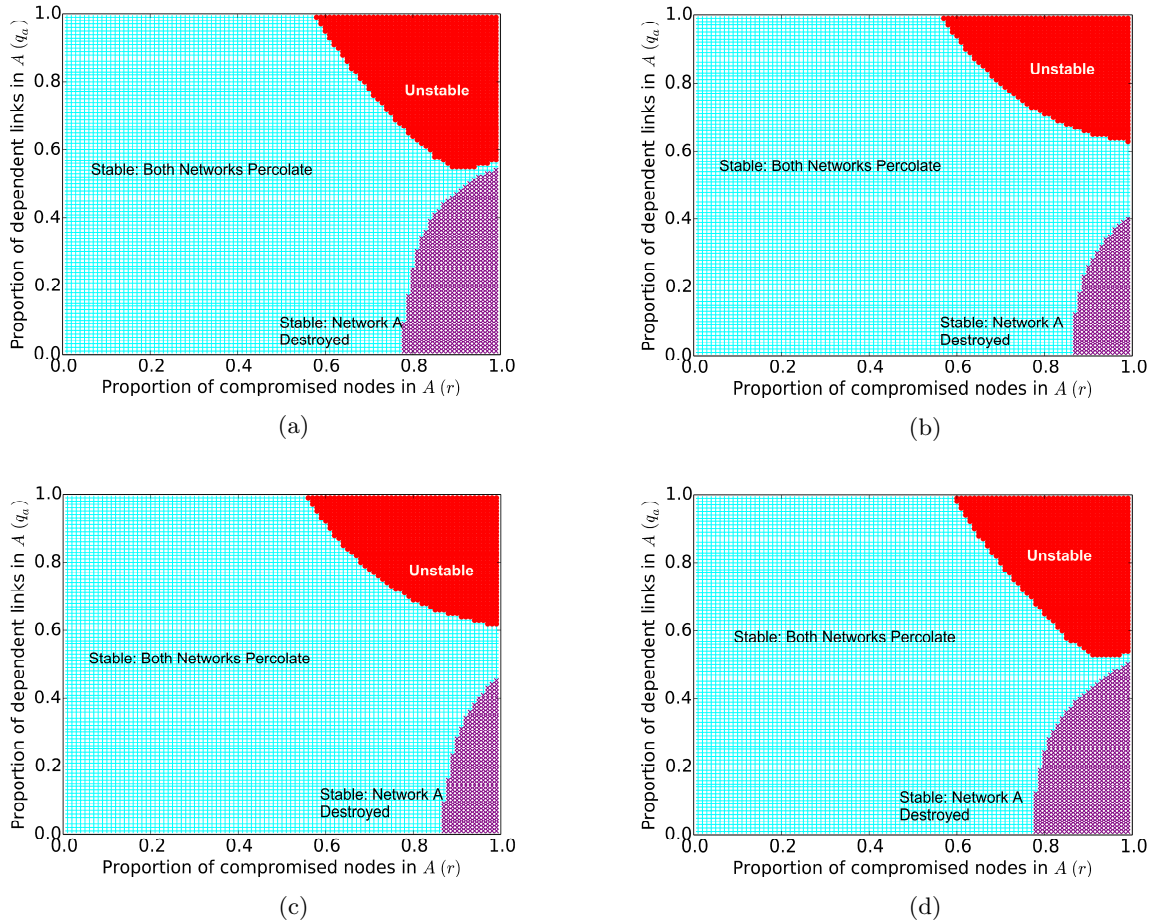 1.0
0.8
0.6
0.4
0.2
0.0
Proportion of dependent links in A (qa)
Unstable
Stable: Both Networks Percolate
Stable: Network A
Destroyed
0.0 0.2 0.4 0.6 0.8 1.0
Proportion of compromised nodes in A (r)
(a)
1.0
0.8
0.6
0.4
0.2
0.0
Proportion of dependent links in A (qa)
Unstable
Stable: Both Networks Percolate
Stable: Network A
Destroyed
0.0 0.2 0.4 0.6 0.8 1.0
Proportion of compromised nodes in A (r)
(b)
1.0
0.8
0.6
0.4
0.2
0.0
Proportion of dependent links in A (qa)
Unstable
Stable: Both Networks Percolate
Stable: Network A
Destroyed
0.0 0.2 0.4 0.6 0.8 1.0
Proportion of compromised nodes in A (r)
(c)
1.0
0.8
0.6
0.4
0.2
0.0
Proportion of dependent links in A (qa)
Unstable
Stable: Both Networks Percolate
Stable: Network A
Destroyed
0.0 0.2 0.4 0.6 0.8 1.0
Proportion of compromised nodes in A (r)
(d)